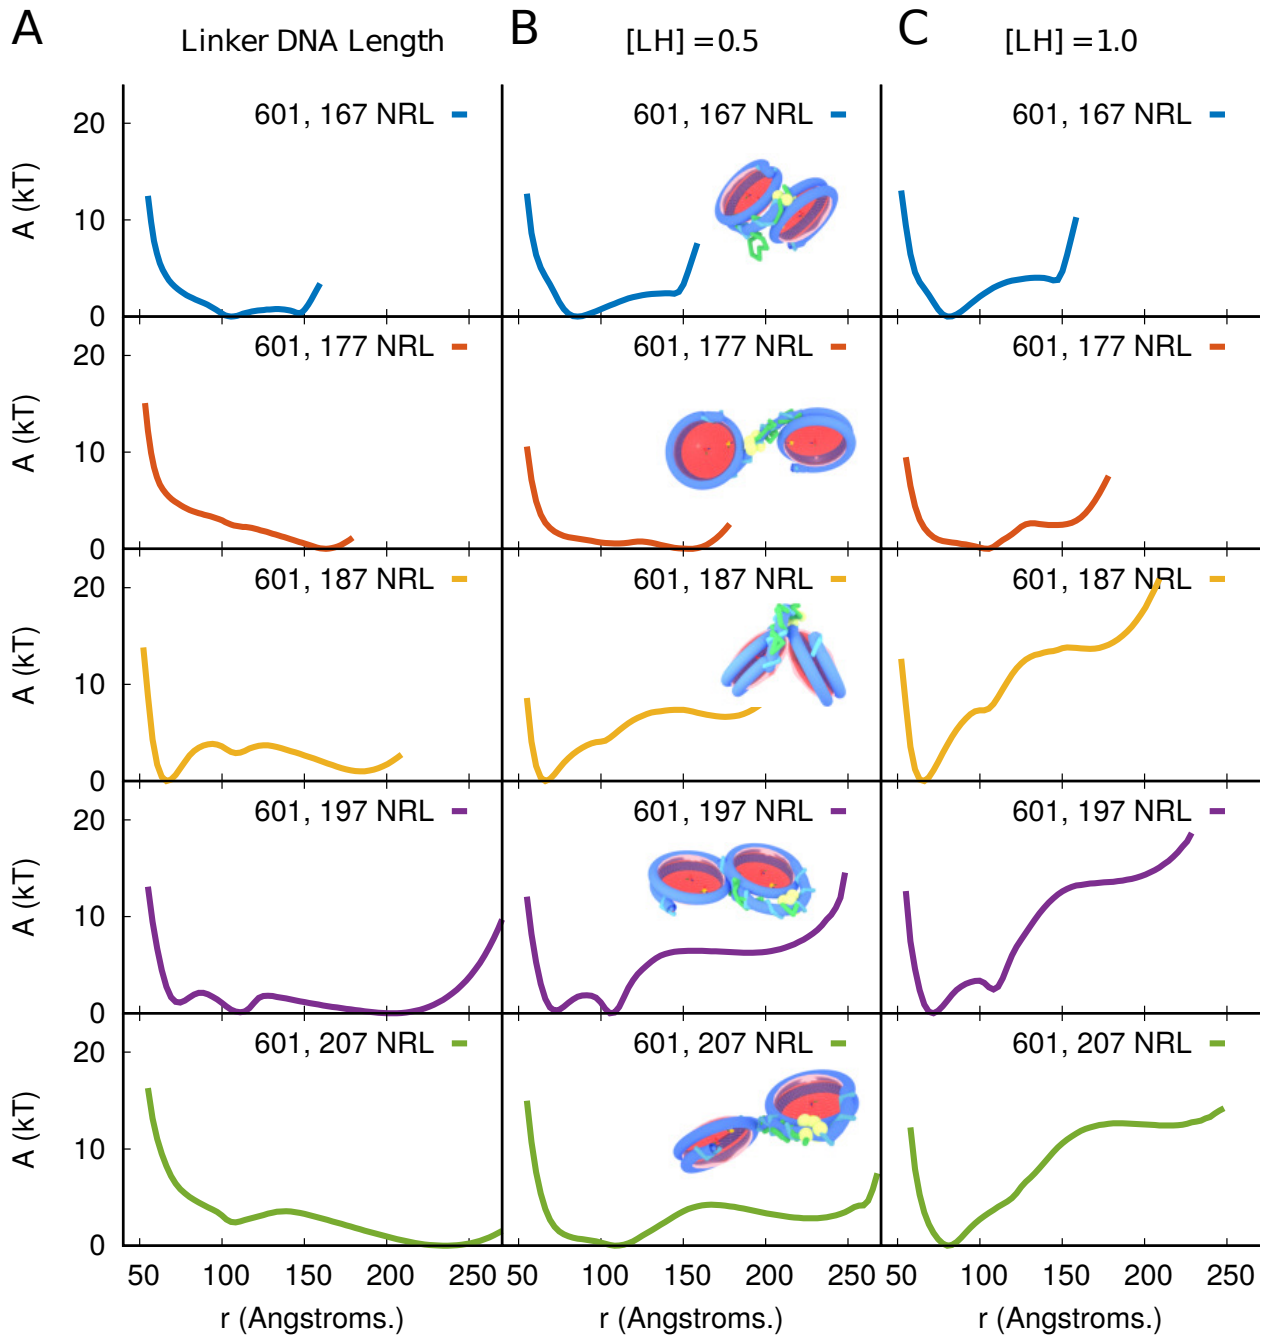 A Linker DNA Length B [LH] = 0.5 C [LH] = 1.0
601, 167 NRL 601, 167 NRL 601, 167 NRL
20
10
0
A (kT)
601, 177 NRL 601, 177 NRL 601, 177 NRL
20
10
0
A (kT)
601, 187 NRL 601, 187 NRL 601, 187 NRL
20
10
0
A (kT)
601, 197 NRL 601, 197 NRL 601, 197 NRL
20
10
0
A (kT)
601, 207 NRL 601, 207 NRL 601, 207 NRL
20
10
0
A (kT)
50 100 150 200 250 50 100 150 200 250 50 100 150 200 250
r (Angstroms.) r (Angstroms.) r (Angstroms.)